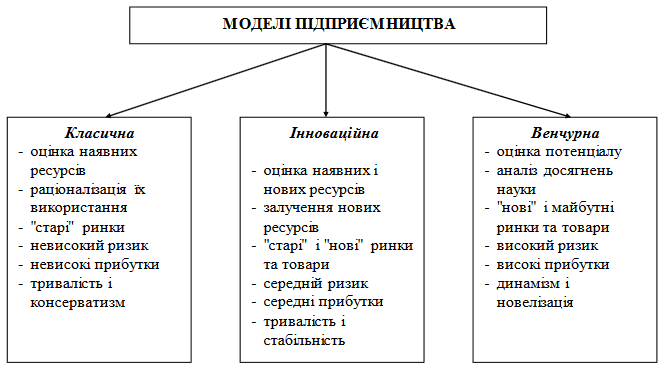 МОДЕЛІ ПІДПРИЄМНИЦТВА
Класична
- оцінка наявних
ресурсів
- раціоналізація їх
використання
- "старі" ринки
- невисокий ризик
- невисокі прибутки
- тривалість і
консерватизм
Інноваційна
- оцінка наявних і
нових ресурсів
- залучення нових
ресурсів
- "старі" і "нові" ринки
та товари
- середній ризик
- середні прибутки
- тривалість і
стабільність
Венчурна
- оцінка потенціалу
- аналіз досягнень
науки
- "нові" і майбутні
ринки та товари
- високий ризик
- високі прибутки
- динамізм і
новелізація